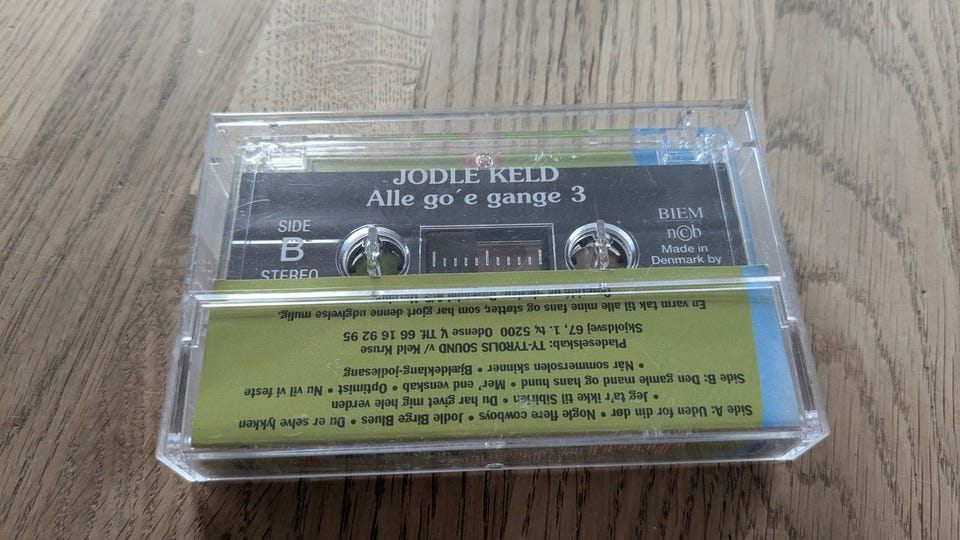 JODLE KELD
Alle go´e gange 3
SIDE
B
STEREO
BIEM
n©b
Made in
Denmark by
Side A: Uden for din dør • Nogle flere cowboys • Jodle Birge Blues • Du er selve lykken
• Jeg ta'r ikke til Sibirien • Du har givet mig hele verden
Side B: Den gamle mand og hans hund • Mer' end venskab • Optimist • Nu vil vi feste
• Når sommersolen skinner • Bjældeklang-jodlesang
Pladeselskab: TY-TYROLIS SOUND v/ Keld Kruse
Skjoldsvej 67, 1. tv, 5200 Odense V, Tlf. 66 16 92 95
En varm tak til alle mine fans og støtter, som har gjort denne udgivelse mulig.